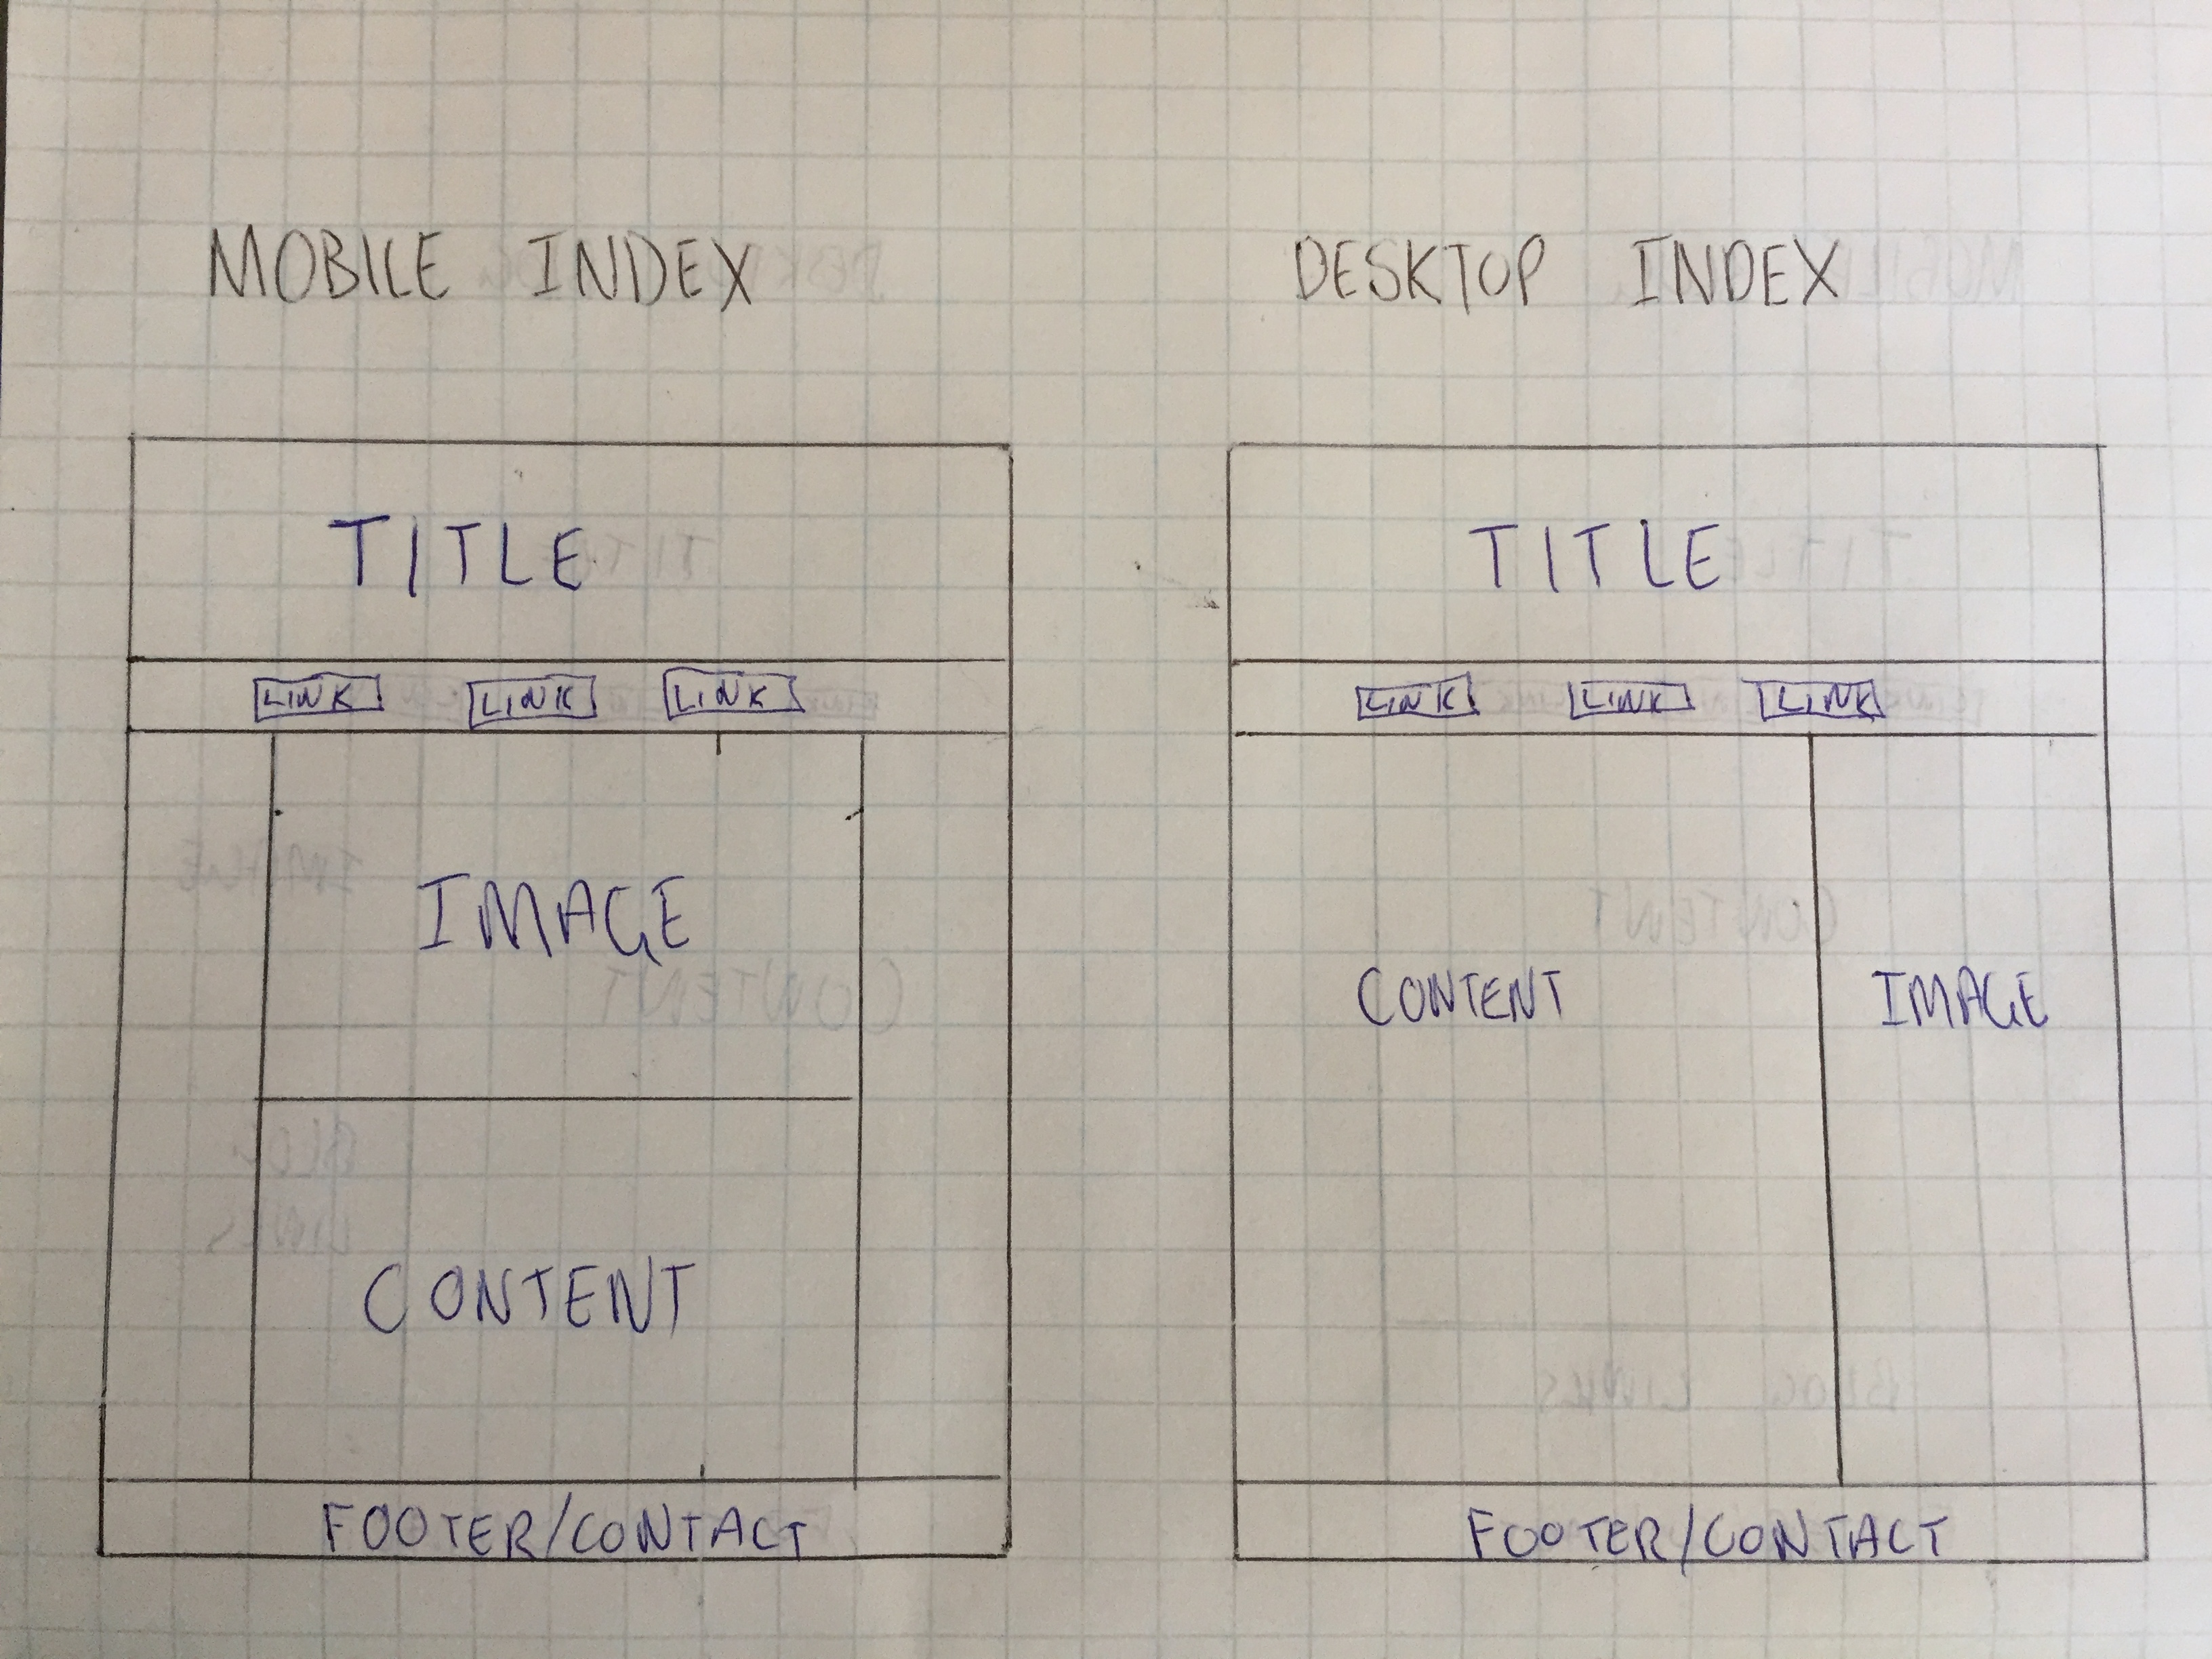 MOBILE INDEX
TITLE
LINK LINK LINK
IMAGE
CONTENT
FOOTER/CONTACT
DESKTOP INDEX
TITLE
LINK LINK LINK
CONTENT IMAGE
FOOTER/CONTACT